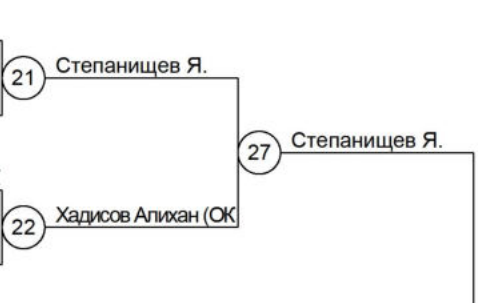 21 Степанищев Я.
27 Степанищев Я.
22 Хадисов Алихан (ОК